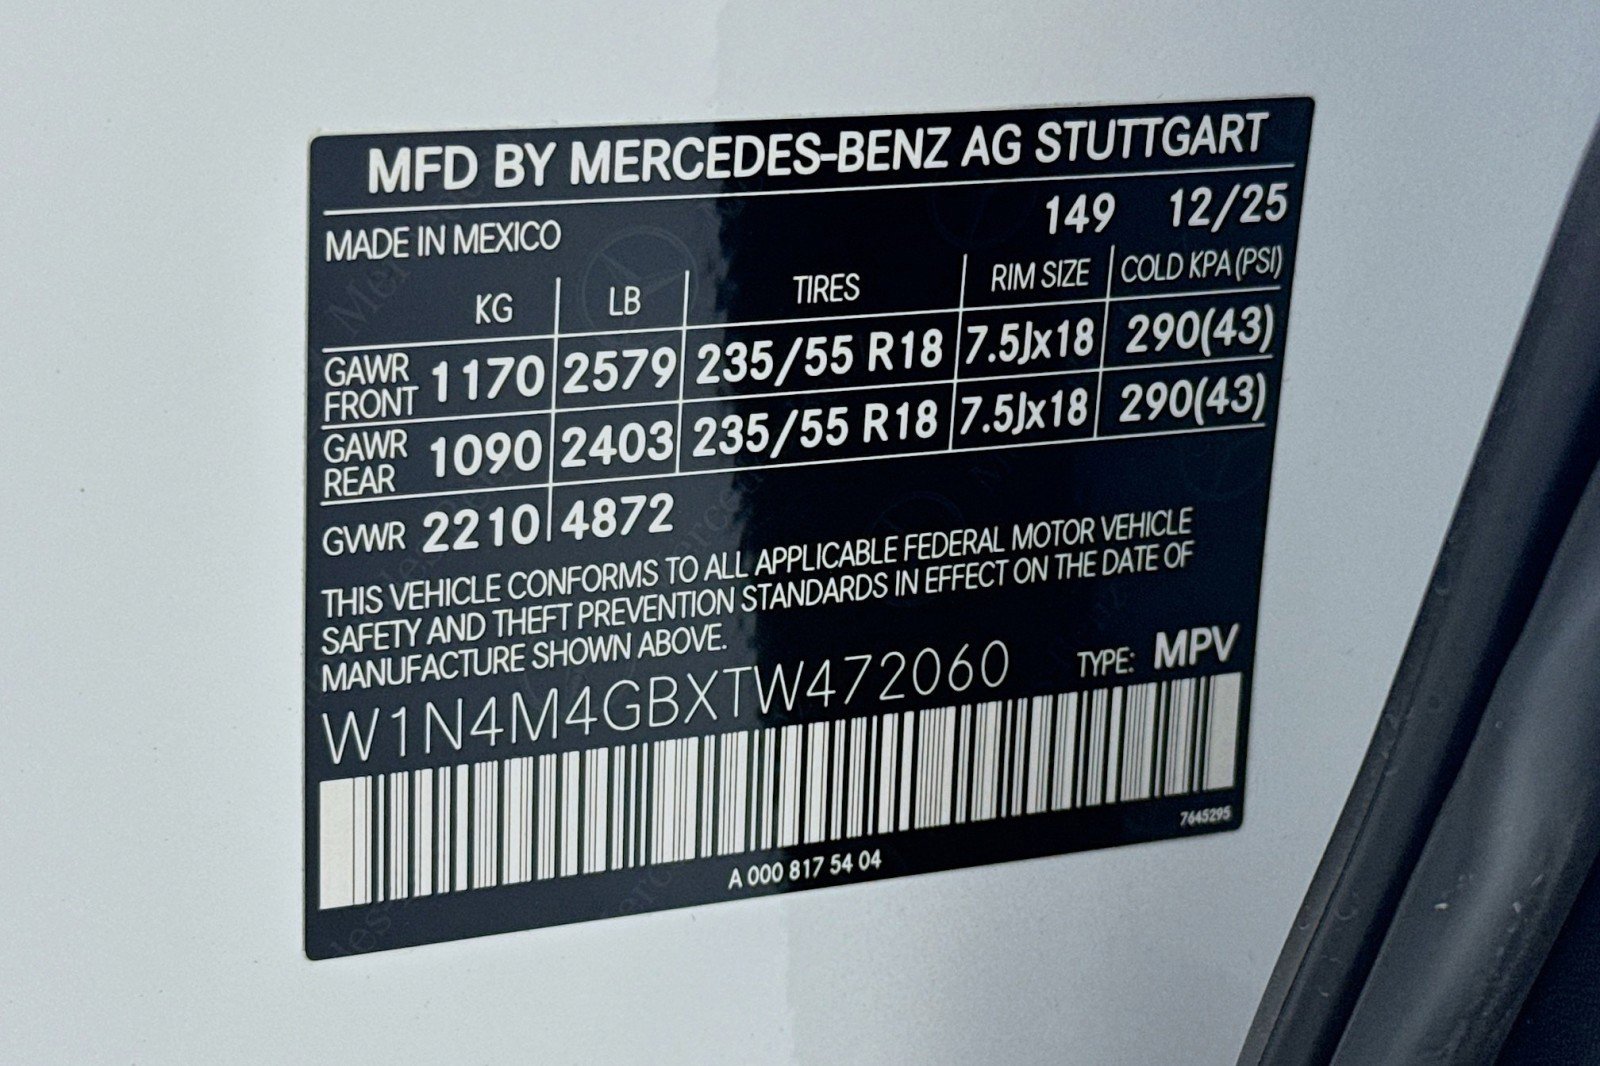 MFD BY MERCEDES-BENZ AG STUTTGART
MADE IN MEXICO 149 12/25
KG LB TIRES RIM SIZE COLD KPA (PSI)
GAWR FRONT 1170 2579 235/55 R18 7.5Jx18 290(43)
GAWR REAR 1090 2403 235/55 R18 7.5Jx18 290(43)
GVWR 2210 4872
THIS VEHICLE CONFORMS TO ALL APPLICABLE FEDERAL MOTOR VEHICLE
SAFETY AND THEFT PREVENTION STANDARDS IN EFFECT ON THE DATE OF
MANUFACTURE SHOWN ABOVE.
W1N4M4GBXTW472060 TYPE: MPV
7645295
A 000 817 54 04